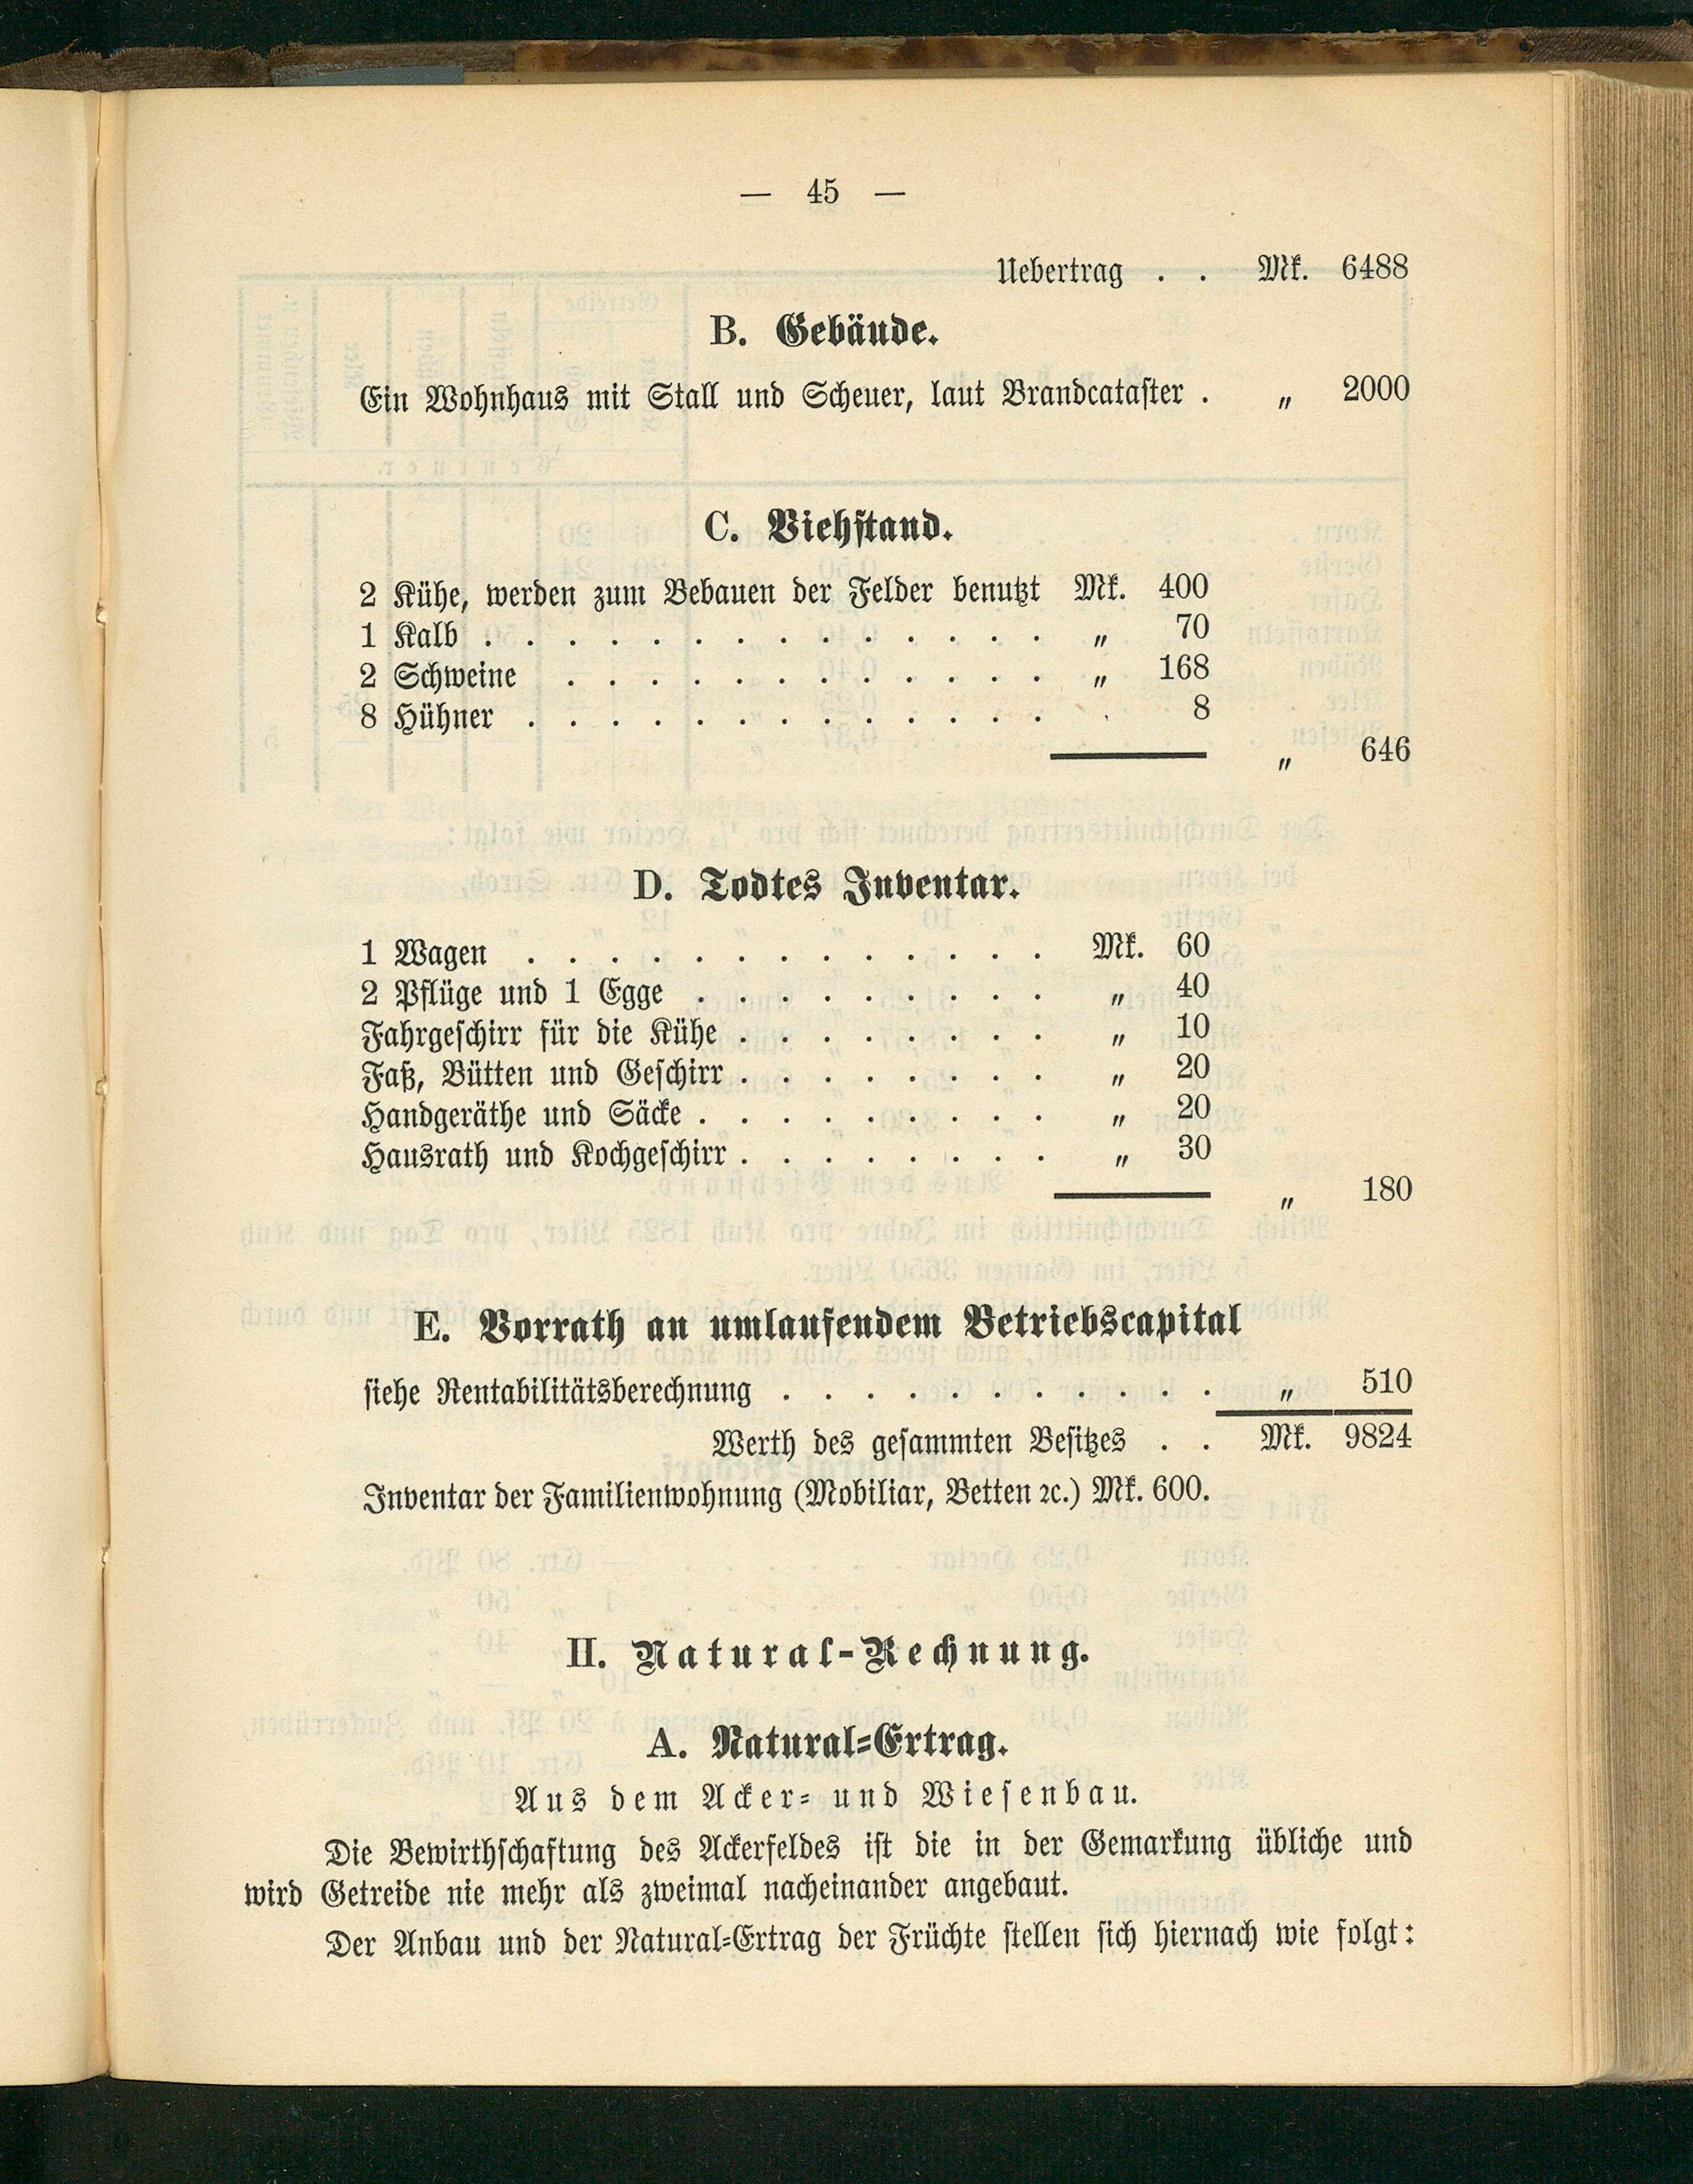 — 45 —
Uebertrag . . Mk. 6488
B. Gebäude.
Ein Wohnhaus mit Stall und Scheuer, laut Brandcataster . „ 2000
C. Viehstand.
2 Kühe, werden zum Bebauen der Felder benutzt Mk. 400
1 Kalb . . . . . . . . . . . . . . „ 70
2 Schweine . . . . . . . . . . . . „ 168
8 Hühner . . . . . . . . . . . . . 8
„ 646
D. Todtes Inventar.
1 Wagen . . . . . . . . . . . . . Mk. 60
2 Pflüge und 1 Egge . . . . . . . . . „ 40
Fahrgeschirr für die Kühe . . . . . . . . „ 10
Faß, Bütten und Geschirr . . . . . . . . „ 20
Handgeräthe und Säcke . . . . . . . . . „ 20
Hausrath und Kochgeschirr . . . . . . . . „ 30
„ 180
E. Vorrath an umlaufendem Betriebscapital
siehe Rentabilitätsberechnung . . . . . . . . . . . „ 510
Werth des gesammten Besitzes . . Mk. 9824
Inventar der Familienwohnung (Mobiliar, Betten ꝛc.) Mk. 600.
II. Natural-Rechnung.
A. Natural-Ertrag.
Aus dem Acker- und Wiesenbau.
Die Bewirthschaftung des Ackerfeldes ist die in der Gemarkung übliche und
wird Getreide nie mehr als zweimal nacheinander angebaut.
Der Anbau und der Natural-Ertrag der Früchte stellen sich hiernach wie folgt: